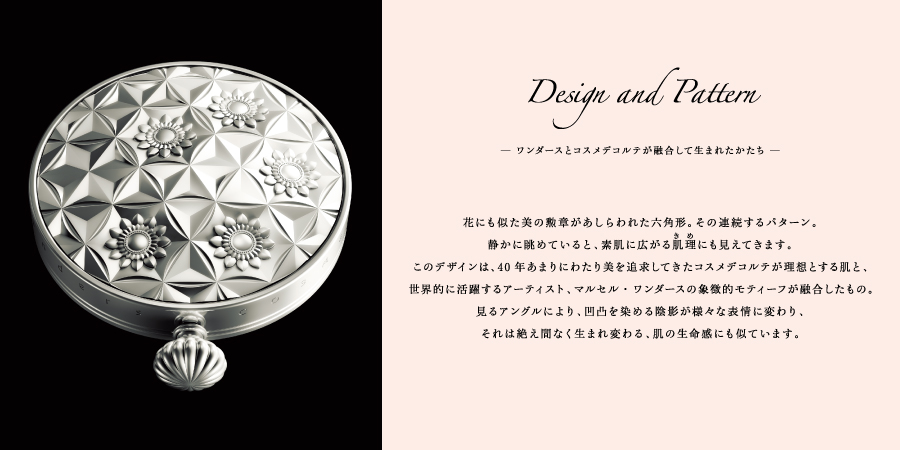 Design and Pattern
― ワンダースとコスメデコルテが融合して生まれたかたち ―
花にも似た美の勲章があしらわれた六角形。その連続するパターン。
静かに眺めていると、素肌に広がる肌理にも見えてきます。
このデザインは、40 年あまりにわたり美を追求してきたコスメデコルテが理想とする肌と、
世界的に活躍するアーティスト、マルセル・ワンダースの象徴的モティーフが融合したもの。
見るアングルにより、凹凸を染める陰影が様々な表情に変わり、
それは絶え間なく生まれ変わる、肌の生命感にも似ています。